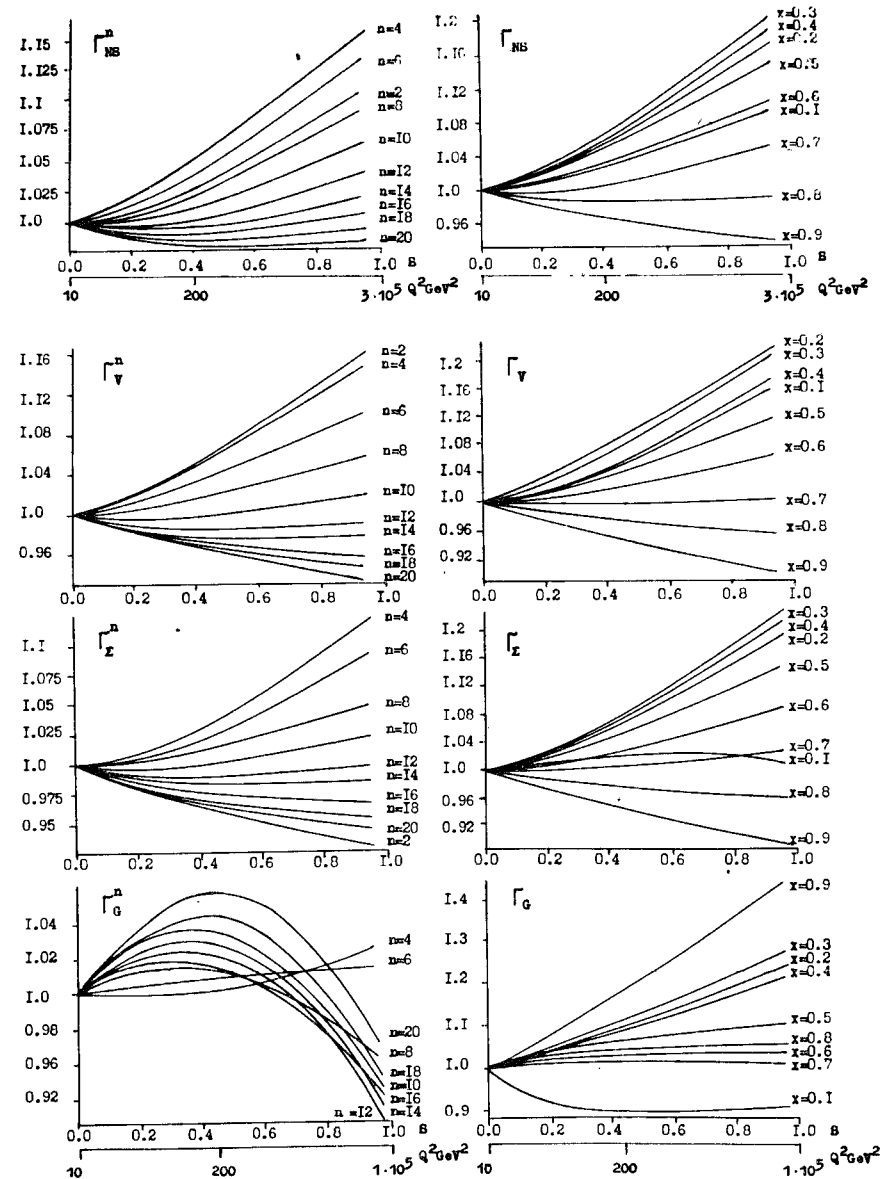 Γ^n_NS
I.I5
I.I25
I.I
I.075
I.05
I.025
I.0
n=4
n=6
n=2
n=8
n=I0
n=I2
n=I4
n=I6
n=I8
n=20
0.0 0.2 0.4 0.6 0.8 I.0 s
10 200 3·10^5 Q^2GeV^2
Γ_NS
I.2
I.I6
I.I2
I.08
I.04
I.0
0.96
x=0.3
x=0.4
x=0.2
x=0.5
x=0.6
x=0.I
x=0.7
x=0.8
x=0.9
0.0 0.2 0.4 0.6 0.8 I.0 s
10 200 3·10^5 Q^2GeV^2
Γ^n_V
I.I6
I.I2
I.08
I.04
I.0
0.96
n=2
n=4
n=6
n=8
n=I0
n=I2
n=I4
n=I6
n=I8
n=20
0.0 0.2 0.4 0.6 0.8 I.0
Γ_V
I.2
I.I6
I.I2
I.08
I.04
I.0
0.96
0.92
x=0.2
x=0.3
x=0.4
x=0.I
x=0.5
x=0.6
x=0.7
x=0.8
x=0.9
0.0 0.2 0.4 0.6 0.8 I.0
Γ^n_Σ
I.I
I.075
I.05
I.025
I.0
0.975
0.95
n=4
n=6
n=8
n=I0
n=I2
n=I4
n=I6
n=I8
n=20
n=2
0.0 0.2 0.4 0.6 0.8 I.0
Γ_Σ
I.2
I.16
I.12
I.08
I.04
I.0
0.96
0.92
x=0.3
x=0.4
x=0.2
x=0.5
x=0.6
x=0.7
x=0.I
x=0.8
x=0.9
0.0 0.2 0.4 0.6 0.8 I.0
Γ^n_G
I.04
I.02
I.0
0.98
0.96
0.92
n=4
n=6
n=20
n=8
n=I8
n=I0
n=I6
n=I4
n =I2
0.0 0.2 0.4 0.6 0.8 I.0 s
10 200 1·10^5 Q^2GeV^2
Γ_G
I.4
I.3
I.2
I.I
I.0
0.9
x=0.9
x=0.3
x=0.2
x=0.4
x=0.5
x=0.8
x=0.6
x=0.7
x=0.I
0.0 0.2 0.4 0.6 0.8 I.0 s
10 200 1·10^5 Q^2GeV^2